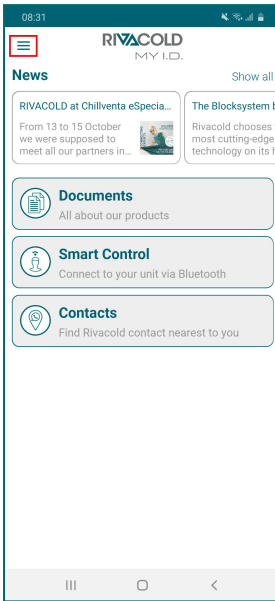 08:31
RIVACOLD
MY I.D.
News
Show all
RIVACOLD at Chillventa eSpecia...
From 13 to 15 October
we were supposed to
meet all our partners in...
The Blocksystem b
Rivacold chooses
most cutting-edge
technology on its h
Documents
All about our products
Smart Control
Connect to your unit via Bluetooth
Contacts
Find Rivacold contact nearest to you